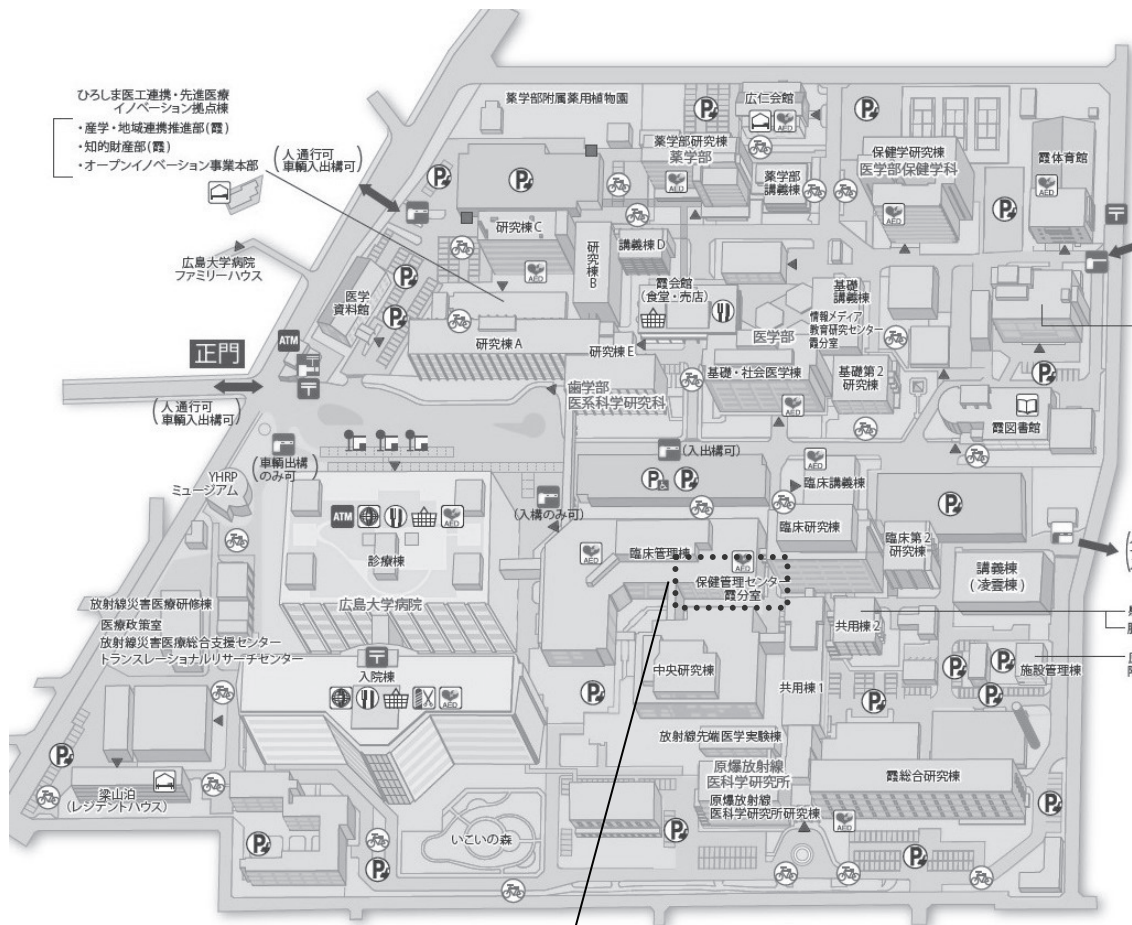 ひろしま医工連携・先進医療
イノベーション拠点棟
・産学・地域連携推進部(霞)
・知的財産部(霞)
・オープンイノベーション事業本部
(人通行可
車輌入出構可)
広島大学病院
ファミリーハウス
薬学部附属薬用植物園
広仁会館
AED
薬学部研究棟
薬学部
AED
薬学部
講義棟
保健学研究棟
医学部保健学科
AED
霞体育館
AED
P
P
P
P
P
研究棟C
AED
研究棟B
講義棟D
霞会館
(食堂・売店)
医学
資料館
P
P
研究棟A
研究棟E
医学部
基礎
講義棟
情報メディア
教育研究センター
霞分室
基礎・社会医学棟
AED
基礎第2
研究棟
P
霞図書館
歯学部
医系科学研究科
ATM
正門
(人通行可
車輌入出構可)
(車輌出構
のみ可)
YHRP
ミュージアム
(入出構可)
P
P
AED
臨床講義棟
P
(入構のみ可)
ATM
AED
診療棟
広島大学病院
臨床管理棟
AED
保健管理センター
霞分室
臨床研究棟
臨床第2
研究棟
講義棟
(凌雲棟)
放射線災害医療研修棟
医療政策室
放射線災害医療総合支援センター
トランスレーショナルリサーチセンター
入院棟
AED
中央研究棟
共用棟1
共用棟2
P
P
P
P
P
施設管理棟
放射線先端医学実験棟
原爆放射線
医科学研究所
原爆放射線
医科学研究所研究棟
霞総合研究棟
AED
P
梁山泊
(レジデントハウス)
P
P
いこいの森
P
P
P